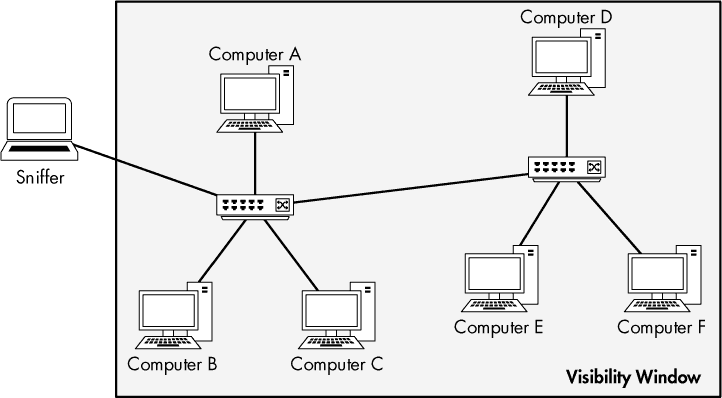 Computer D
Computer A
Sniffer
Computer E
Computer F
Computer B
Computer C
Visibility Window